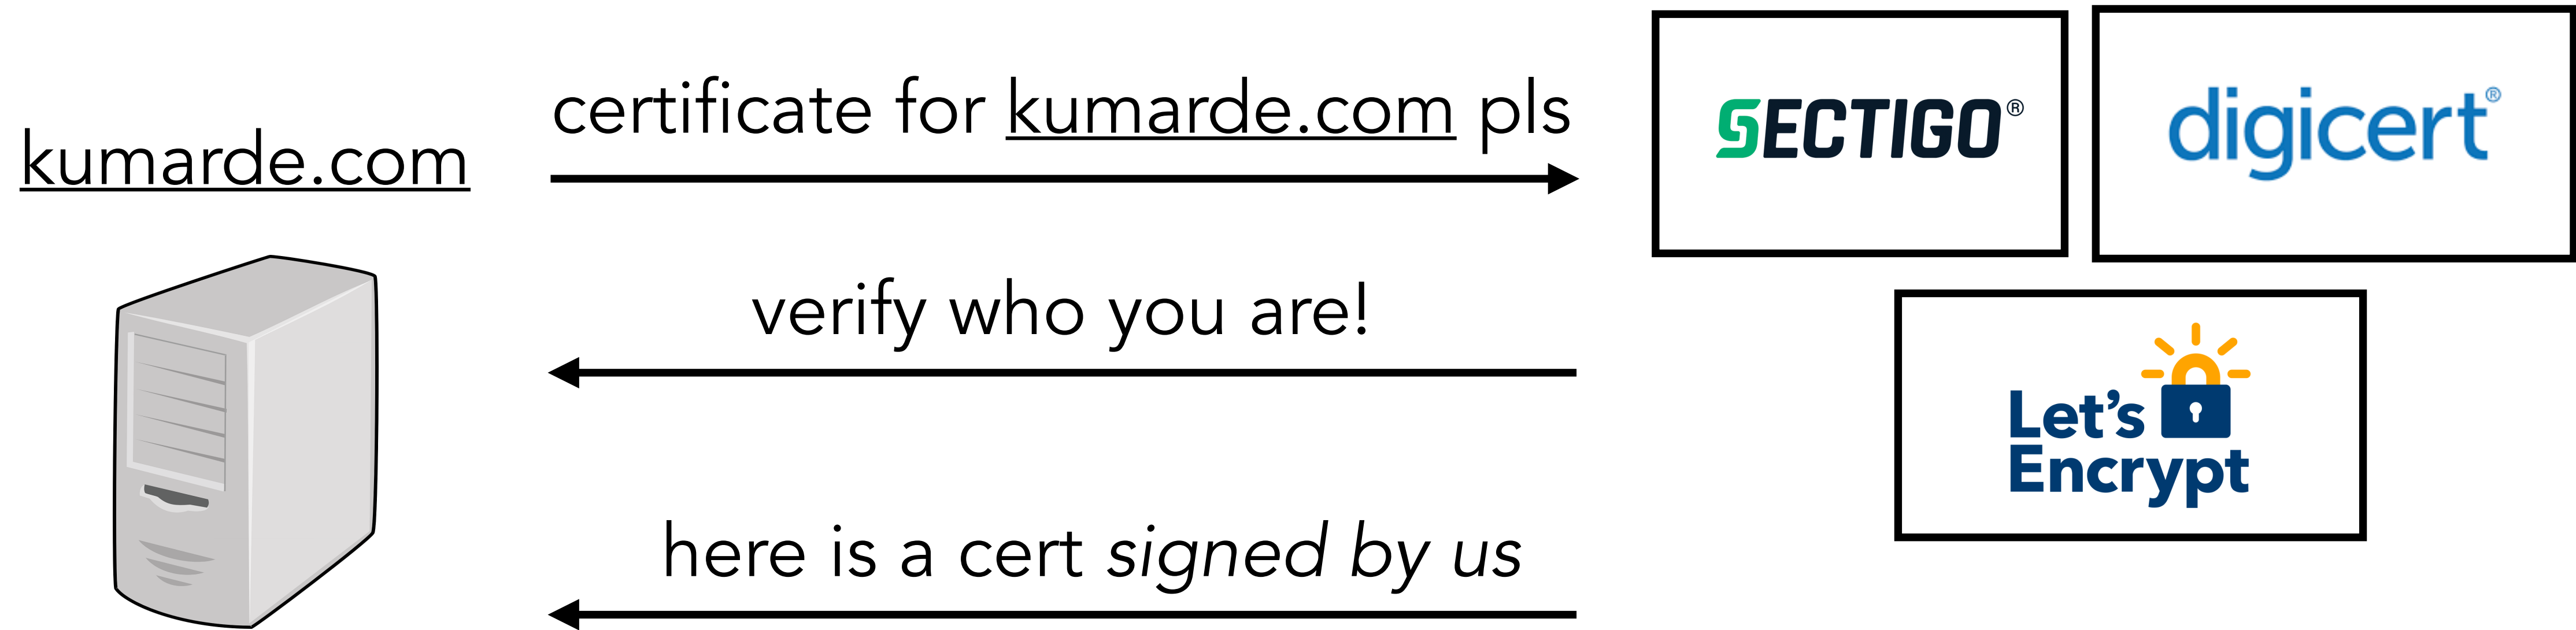 kumarde.com
certificate for kumarde.com pls
verify who you are!
here is a cert signed by us
SECTIGO®
digicert®
Let's
Encrypt